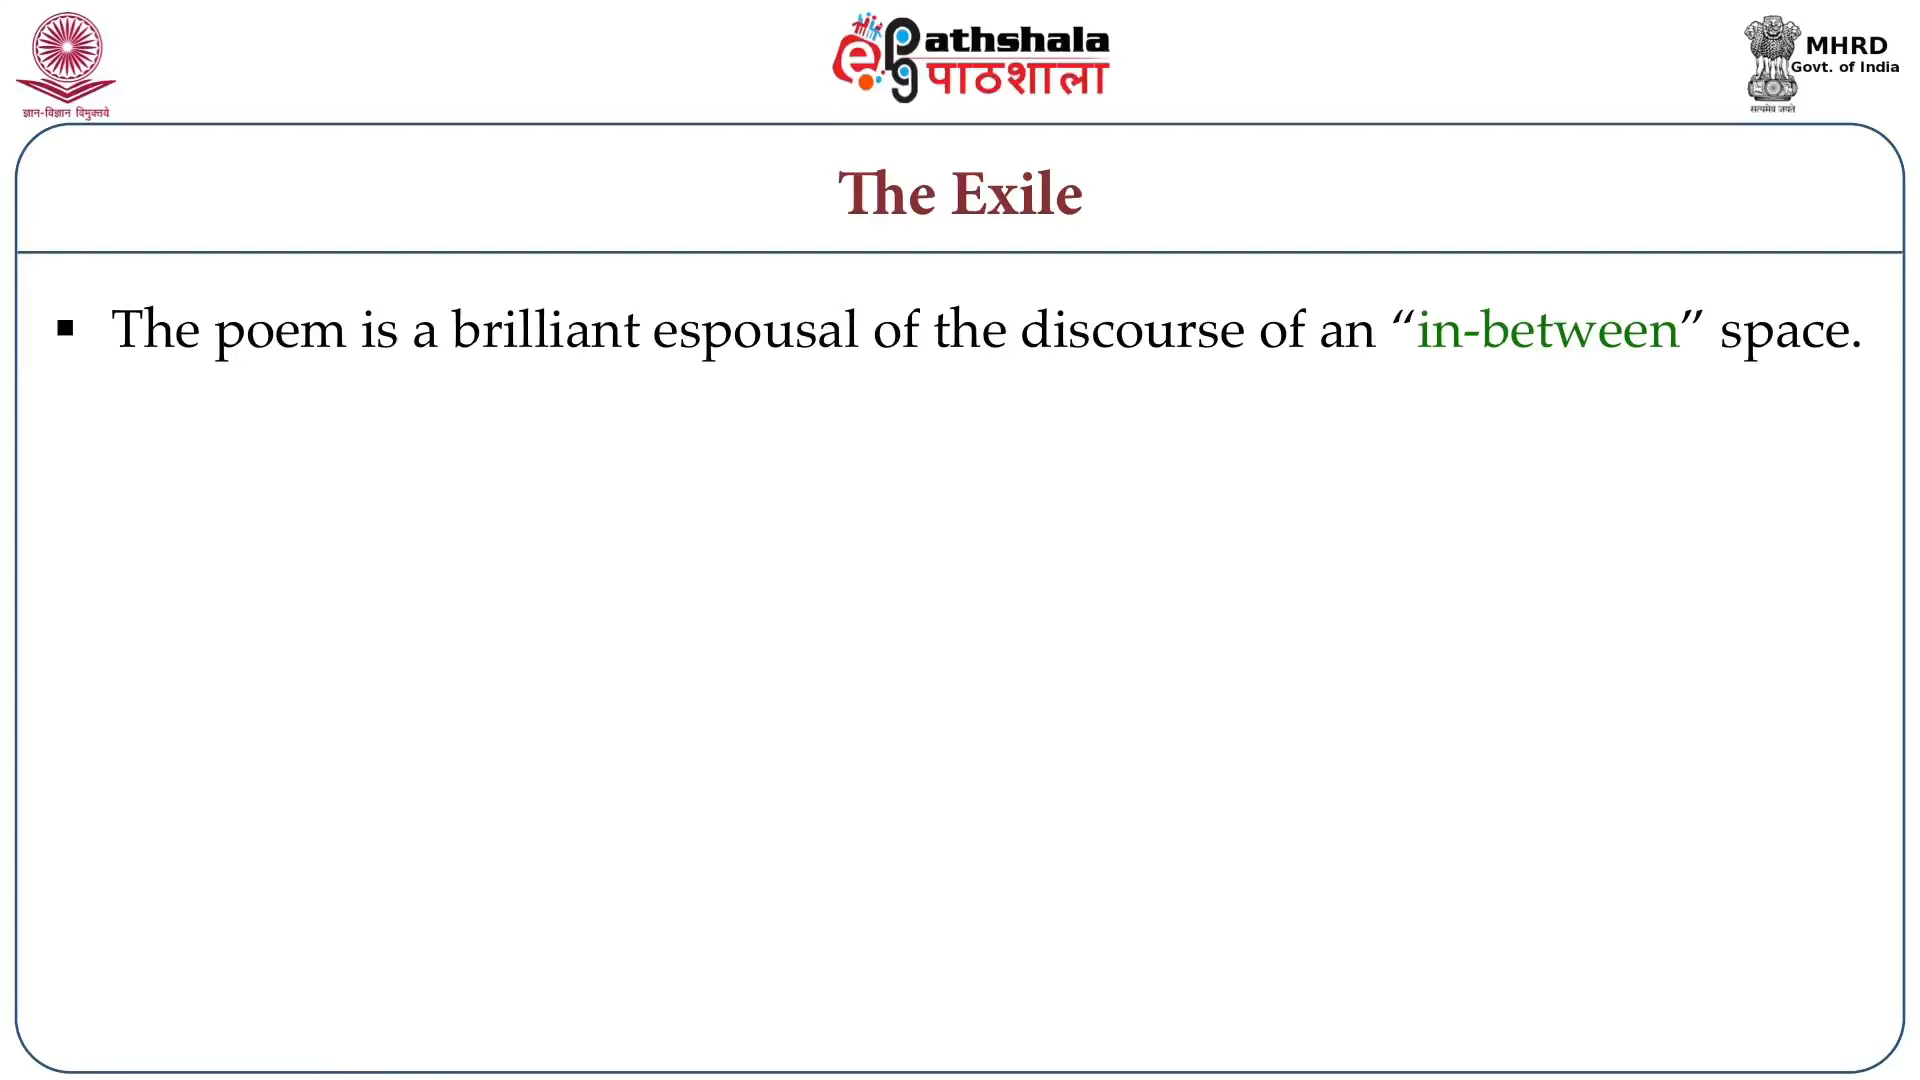 ज्ञान-विज्ञान विमुक्तये
e Pg athshala
पाठशाला
MHRD
Govt. of India
सत्यमेव जयते
The Exile
▪ The poem is a brilliant espousal of the discourse of an “in-between” space.